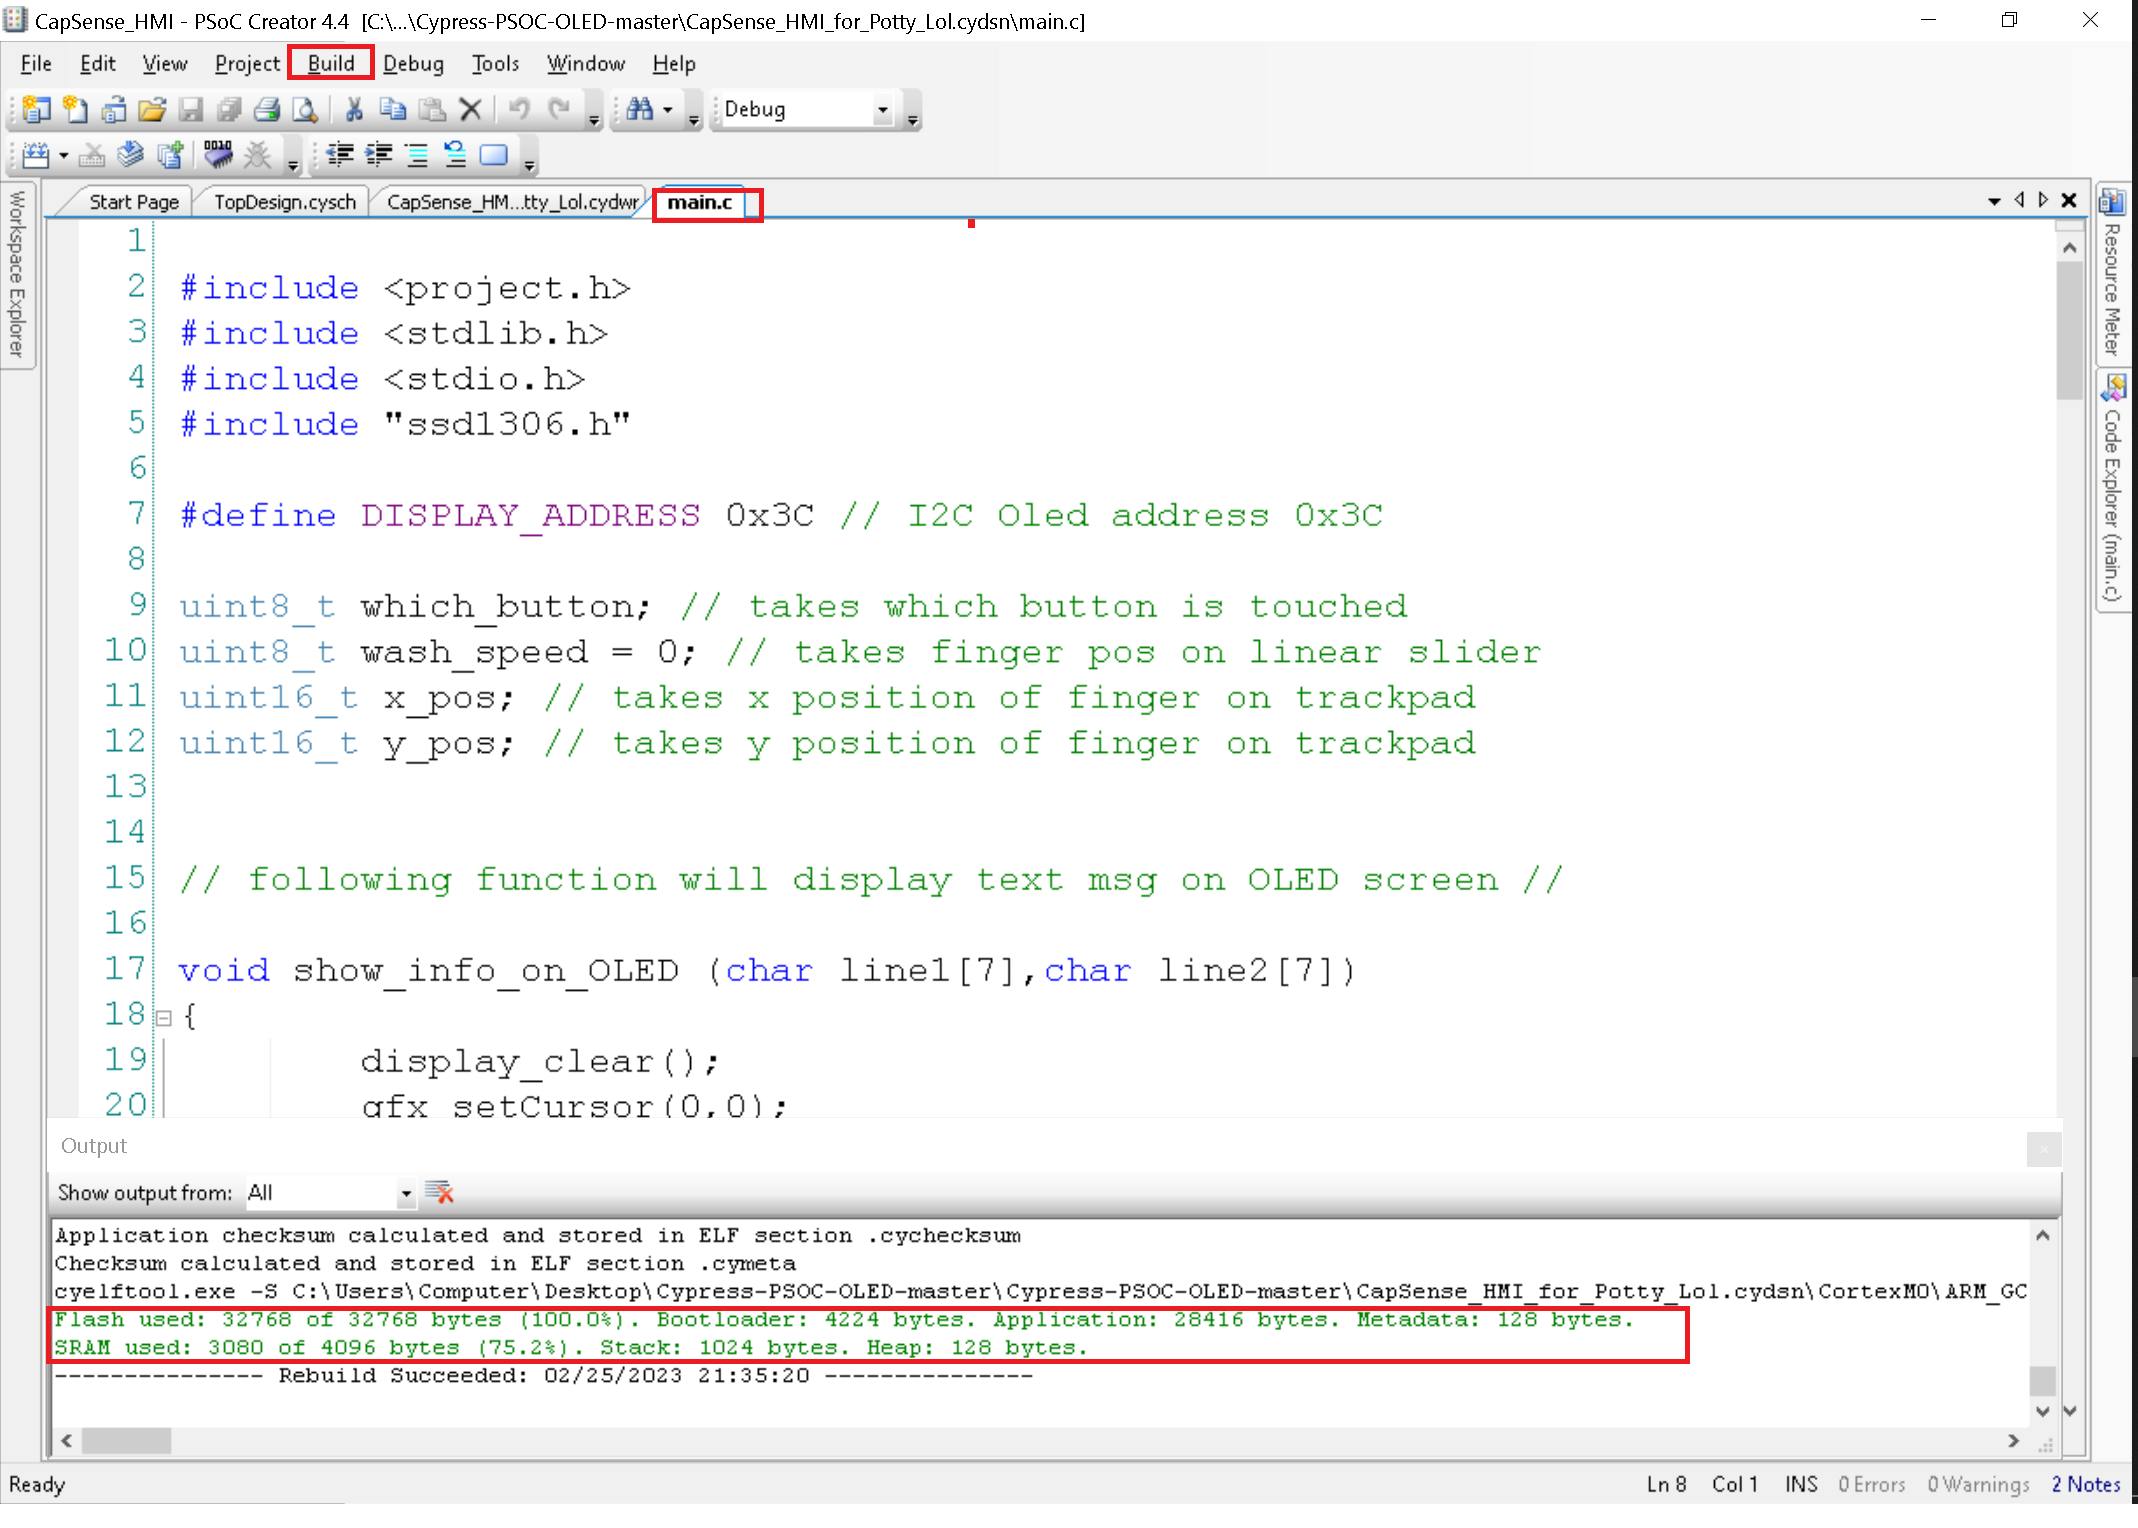 CapSense_HMI - PSoC Creator 4.4 [C:\...\Cypress-PSOC-OLED-master\CapSense_HMI_for_Potty_Lol.cydsn\main.c]
File Edit View Project Build Debug Tools Window Help
Debug
0010
Start Page TopDesign.cysch CapSense_HM...tty_Lol.cydwr main.c
Workspace Explorer
Resource Meter
Code Explorer (main.c)
1
2 #include <project.h>
3 #include <stdlib.h>
4 #include <stdio.h>
5 #include "ssd1306.h"
6
7 #define DISPLAY_ADDRESS 0x3C // I2C Oled address 0x3C
8
9 uint8_t which_button; // takes which button is touched
10 uint8_t wash_speed = 0; // takes finger pos on linear slider
11 uint16_t x_pos; // takes x position of finger on trackpad
12 uint16_t y_pos; // takes y position of finger on trackpad
13
14
15 // following function will display text msg on OLED screen //
16
17 void show_info_on_OLED (char line1[7],char line2[7])
18 {
19 display_clear();
20 gfx_setCursor(0,0);
Output
Show output from: All
Application checksum calculated and stored in ELF section .cychecksum
Checksum calculated and stored in ELF section .cymeta
cyelftool.exe -S C:\Users\Computer\Desktop\Cypress-PSOC-OLED-master\Cypress-PSOC-OLED-master\CapSense_HMI_for_Potty_Lol.cydsn\CortexM0\ARM_GC
Flash used: 32768 of 32768 bytes (100.0%). Bootloader: 4224 bytes. Application: 28416 bytes. Metadata: 128 bytes.
SRAM used: 3080 of 4096 bytes (75.2%). Stack: 1024 bytes. Heap: 128 bytes.
--------------- Rebuild Succeeded: 02/25/2023 21:35:20 ---------------
Ready Ln 8 Col 1 INS 0 Errors 0 Warnings 2 Notes